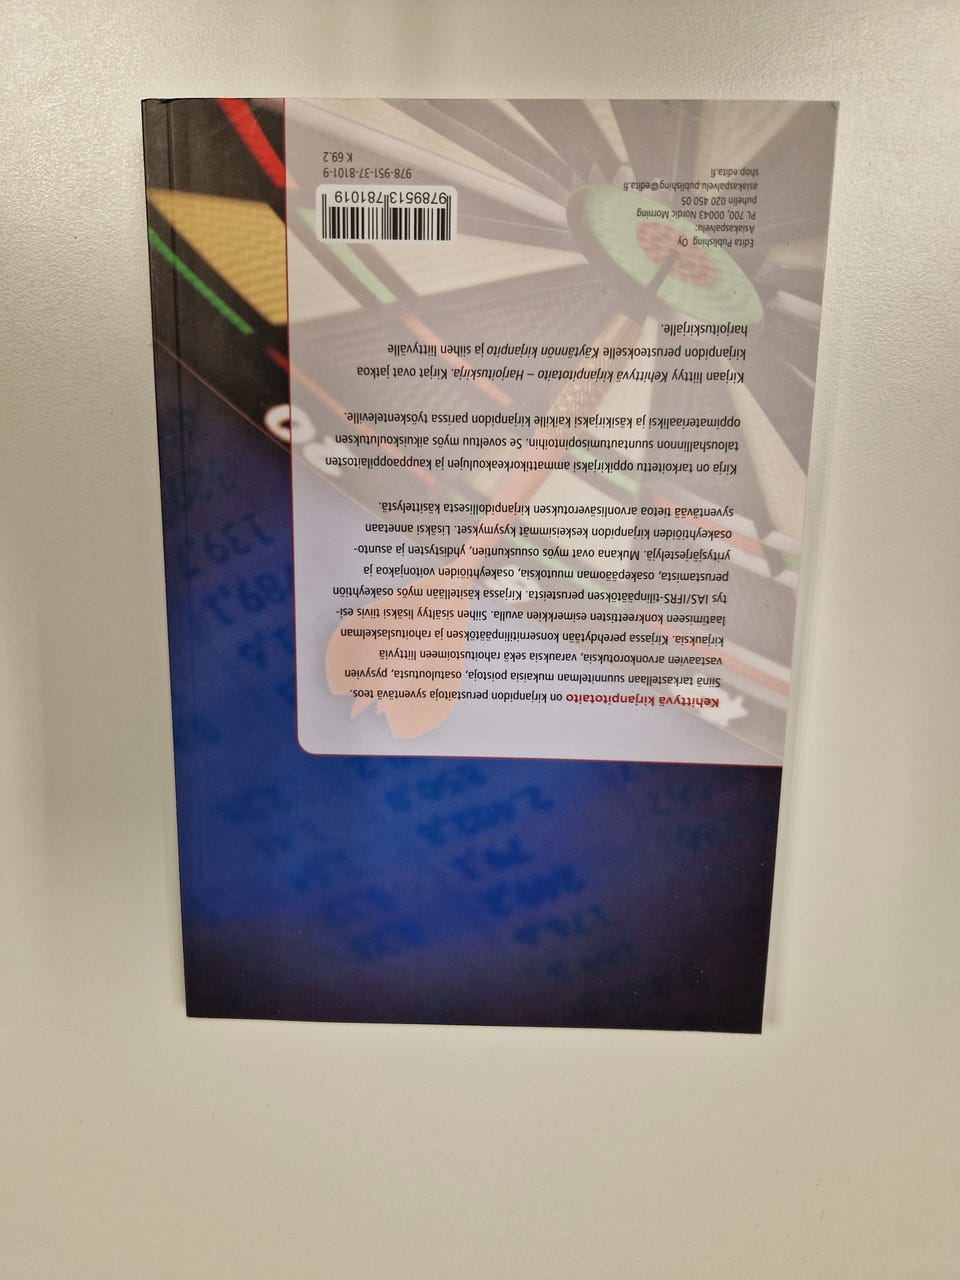 Kehittyvä kirjanpitotaito on kirjanpidon perustaitoja syventävä teos.
Siinä tarkastellaan suunnitelman mukaisia poistoja, osatuloutusta, pysyvien
vastaavien arvonkorotuksia, varauksia sekä rahoitustoimeen liittyviä
kirjauksia. Kirjassa perehdytään konsernitilinpäätöksen ja rahoituslaskelman
laatimiseen konkreettisten esimerkkien avulla. Siihen sisältyy lisäksi tiivis esi-
tys IAS/IFRS-tilinpäätöksen perusteista. Kirjassa käsitellään myös osakeyhtiön
perustamista, osakepääoman muutoksia, osakeyhtiöiden voitonjakoa ja
yritysjärjestelyjä. Mukana ovat myös osuuskuntien, yhdistysten ja asunto-
osakeyhtiöiden kirjanpidon keskeisimmät kysymykset. Lisäksi annetaan
syventävää tietoa arvonlisäverotuksen kirjanpidollisesta käsittelystä.
Kirja on tarkoitettu oppikirjaksi ammattikorkeakoulujen ja kauppaoppilaitosten
taloushallinnon suuntautumisopintoihin. Se soveltuu myös aikuiskoulutuksen
oppimateriaaliksi ja käsikirjaksi kaikille kirjanpidon parissa työskenteleville.
Kirjaan liittyy Kehittyvä kirjanpitotaito – Harjoituskirja. Kirjat ovat jatkoa
kirjanpidon perusteokselle Käytännön kirjanpito ja siihen liittyvälle
harjoituskirjalle.
Edita Publishing Oy
Asiakaspalvelu:
PL 700, 00043 Nordic Morning
puhelin 020 450 05
asiakaspalvelu.publishing@edita.fi
shop.edita.fi
9789513781019
978-951-37-8101-9
K 69.2